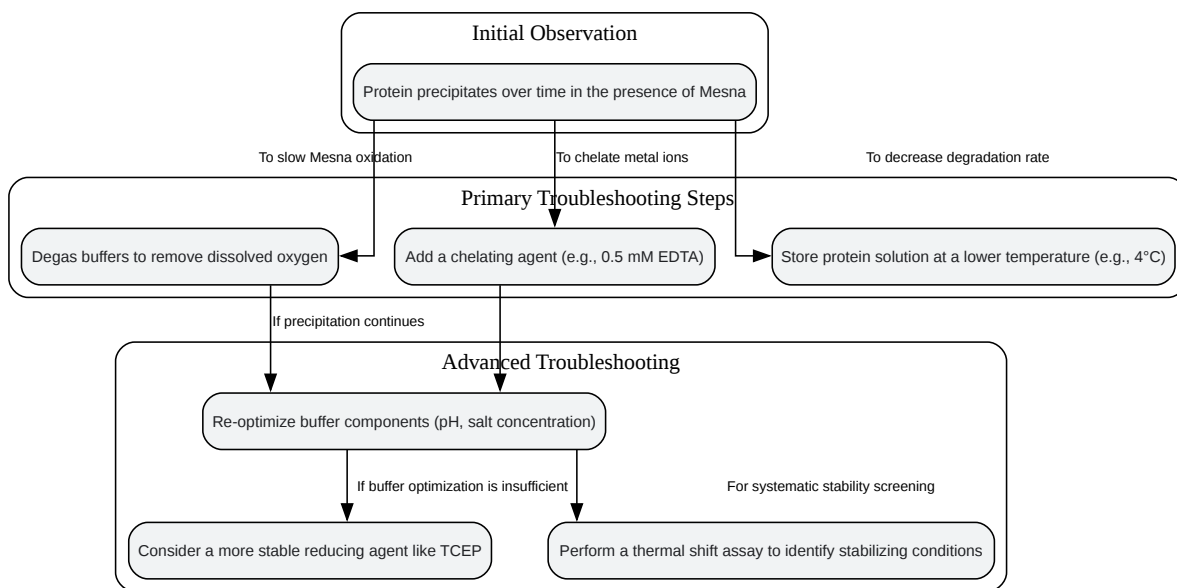 Initial Observation
Protein precipitates over time in the presence of Mesna
To slow Mesna oxidation
To chelate metal ions
To decrease degradation rate
Primary Troubleshooting Steps
Degas buffers to remove dissolved oxygen
Add a chelating agent (e.g., 0.5 mM EDTA)
Store protein solution at a lower temperature (e.g., 4°C)
If precipitation continues
Advanced Troubleshooting
Re-optimize buffer components (pH, salt concentration)
If buffer optimization is insufficient
For systematic stability screening
Consider a more stable reducing agent like TCEP
Perform a thermal shift assay to identify stabilizing conditions